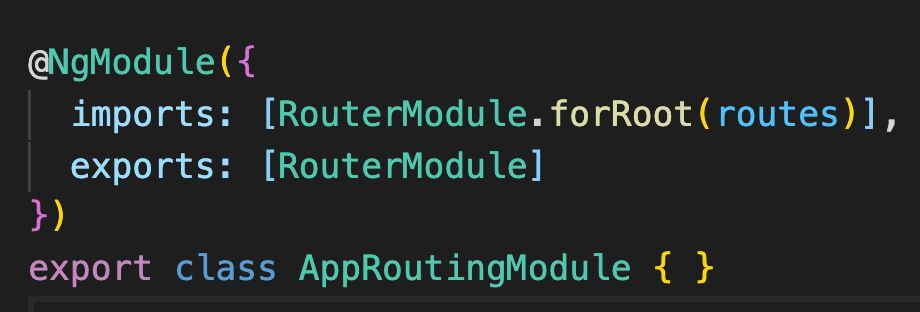 @NgModule({
  imports: [RouterModule.forRoot(routes)],
  exports: [RouterModule]
})
export class AppRoutingModule { }